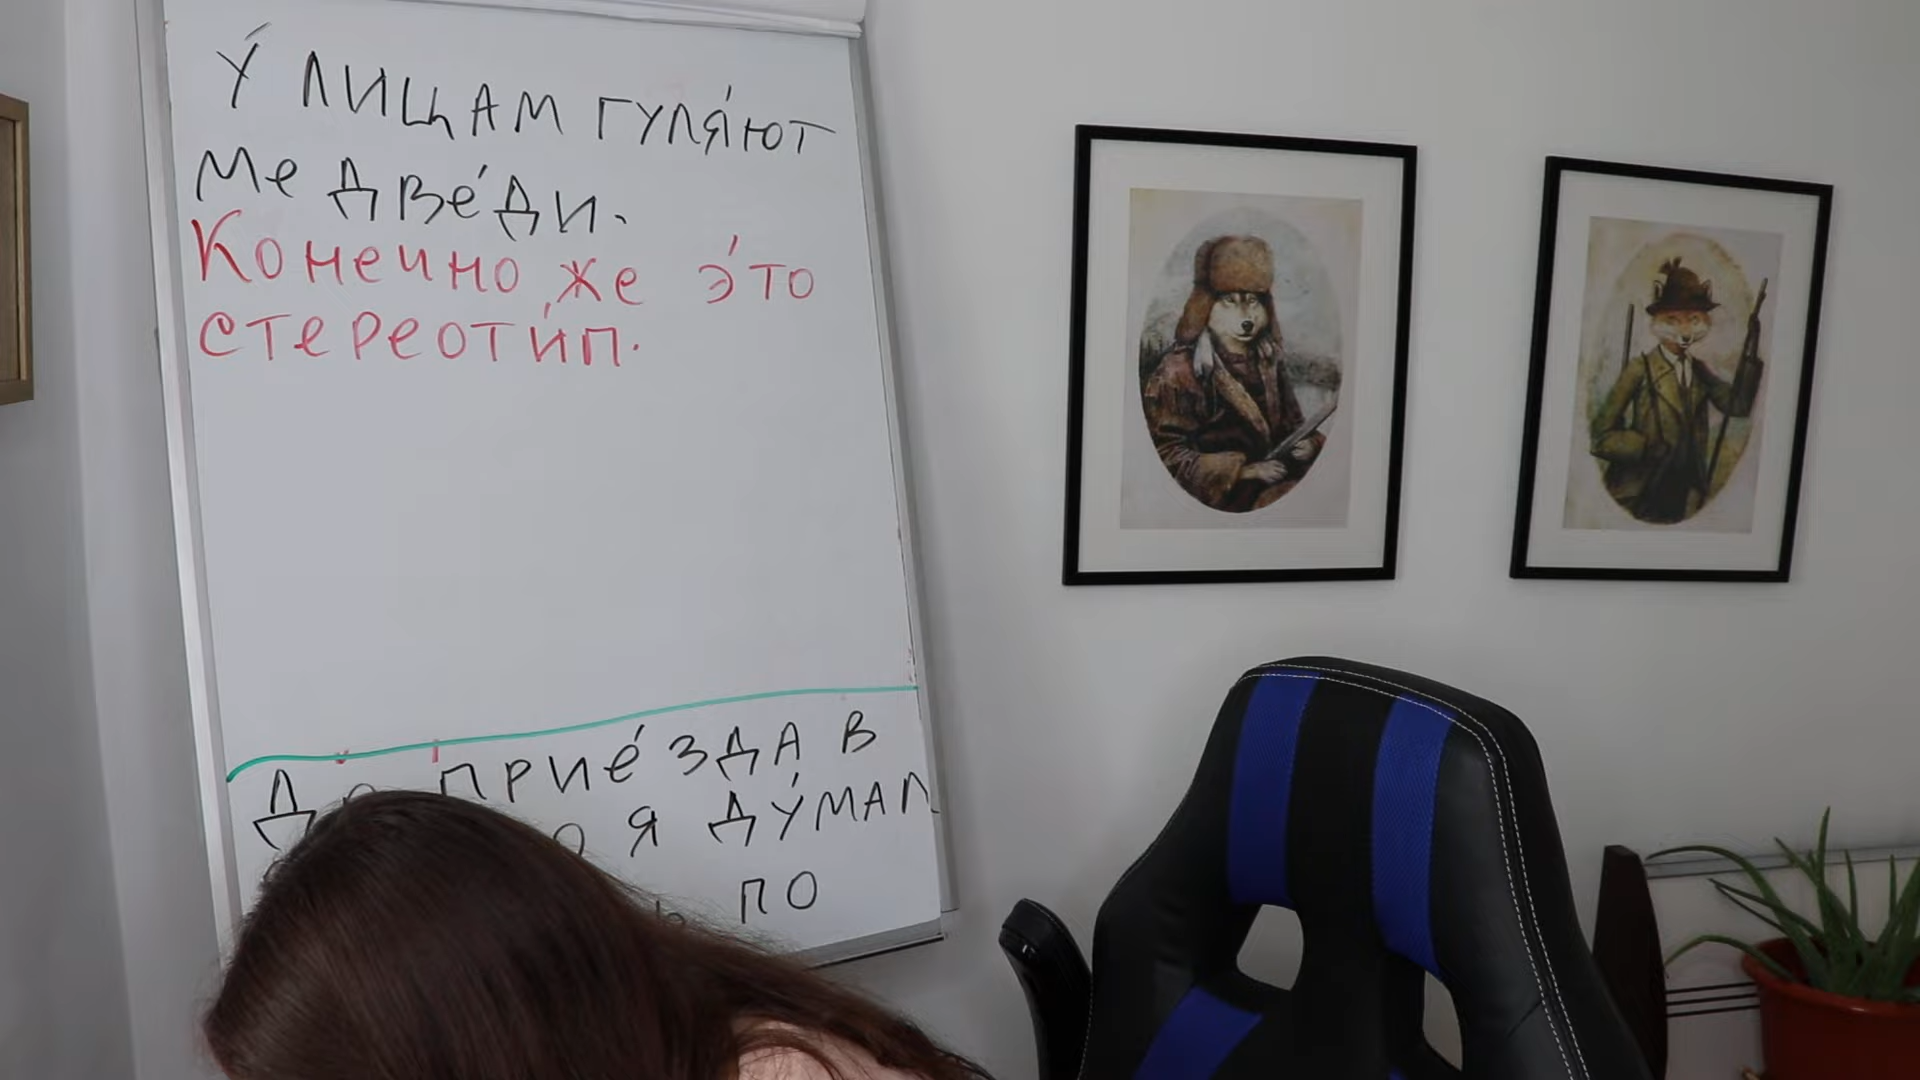 У́ЛИЦАМ ГУЛЯ́ЮТ
МеДВе́ДИ.
Конечно же э́то
стереоти́п.
ПРИЕ́ЗДА В
Я ДУ́МАЛ
ПО